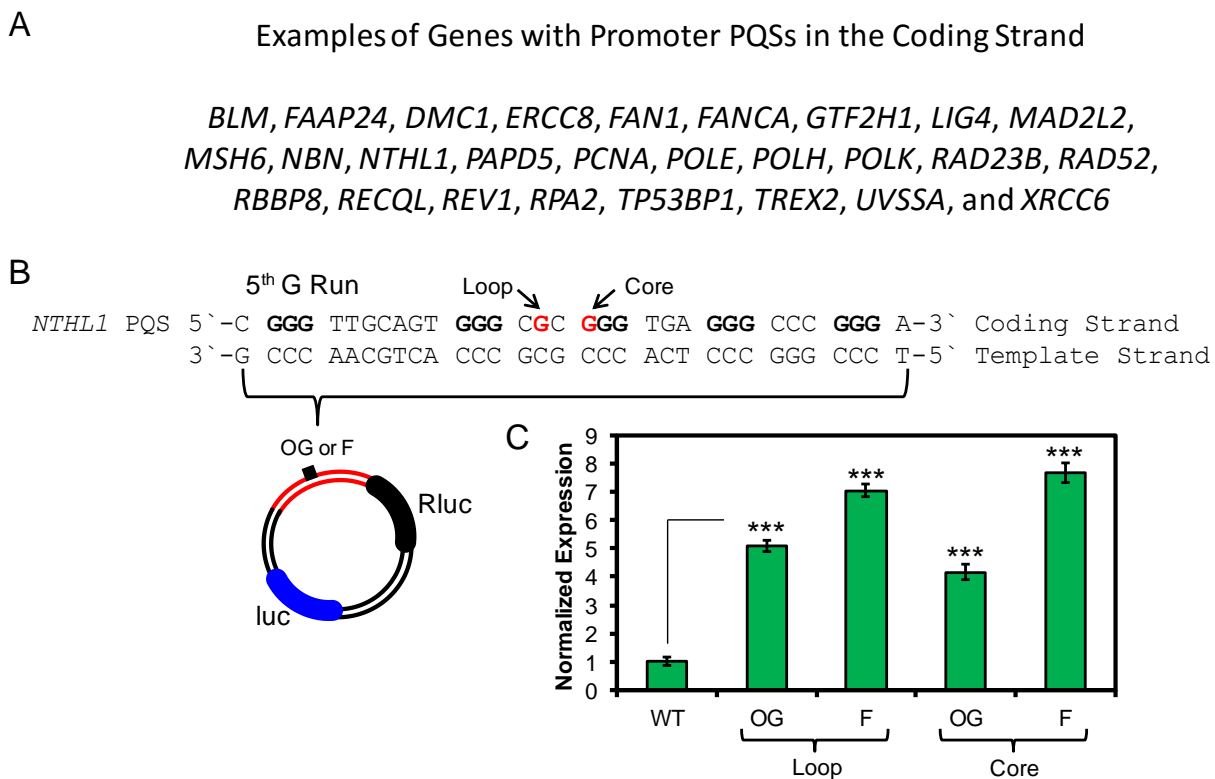 A
Examples of Genes with Promoter PQSs in the Coding Strand
BLM, FAAP24, DMC1, ERCC8, FAN1, FANCA, GTF2H1, LIG4, MAD2L2,
MSH6, NBN, NTHL1, PAPD5, PCNA, POLE, POLH, POLK, RAD23B, RAD52,
RBBP8, RECQL, REV1, RPA2, TP53BP1, TREX2, UVSSA, and XRCC6
B
5th G Run
Loop
Core
NTHL1 PQS 5`-C GGG TTGCAGT GGG CGC GGG TGA GGG CCC GGG A-3` Coding Strand
3`-G CCC AACGTCA CCC GCG CCC ACT CCC GGG CCC T-5` Template Strand
OG or F
Rluc
luc
C
Normalized Expression
9
8
7
6
5
4
3
2
1
0
***
***
***
***
WT
OG
F
OG
F
Loop
Core